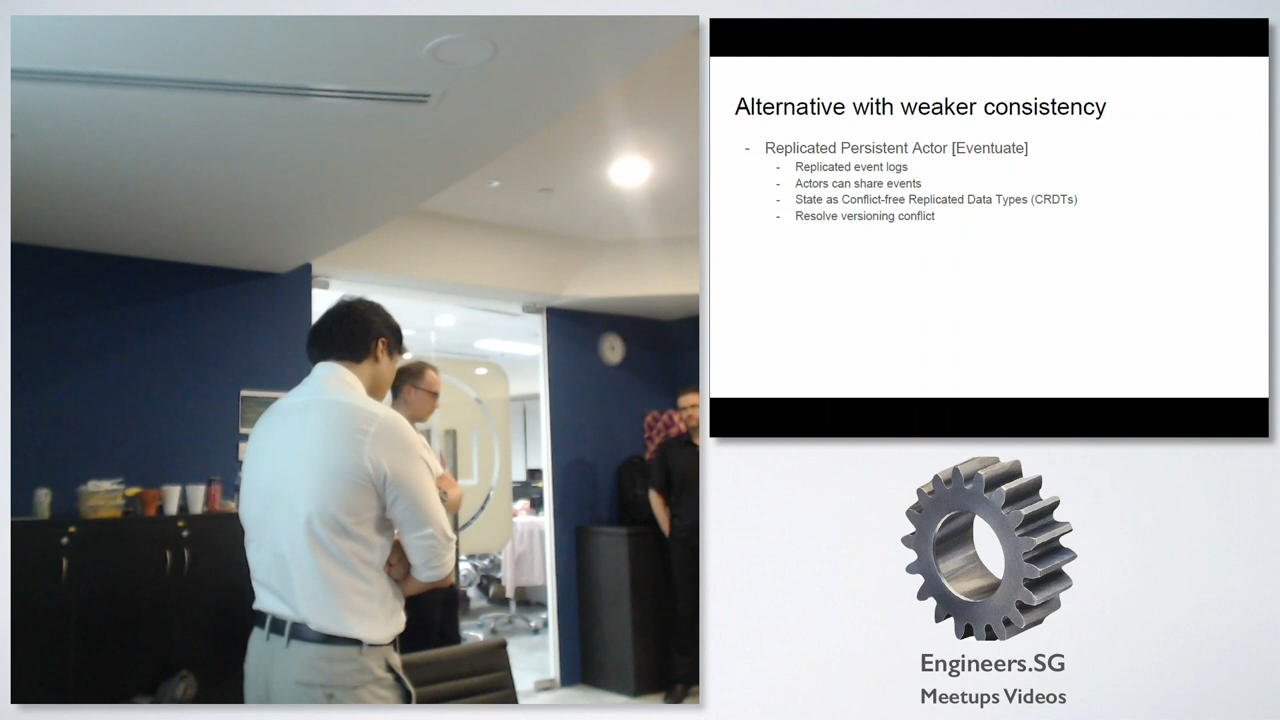 Alternative with weaker consistency
- Replicated Persistent Actor [Eventuate]
- Replicated event logs
- Actors can share events
- State as Conflict-free Replicated Data Types (CRDTs)
- Resolve versioning conflict
Engineers.SG
Meetups Videos